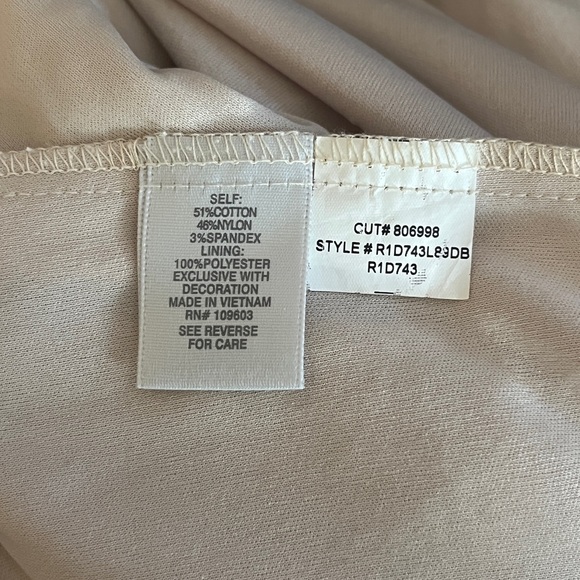 SELF:
51%COTTON
46%NYLON
3%SPANDEX
LINING:
100%POLYESTER
EXCLUSIVE WITH
DECORATION
MADE IN VIETNAM
RN# 109603
SEE REVERSE
FOR CARE
CUT# 806998
STYLE # R1D743L89DB
R1D743